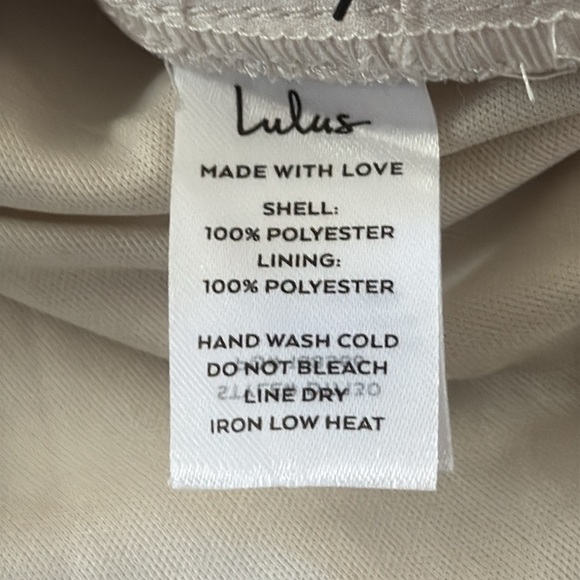 Lulus
MADE WITH LOVE
SHELL:
100% POLYESTER
LINING:
100% POLYESTER
HAND WASH COLD
DO NOT BLEACH
LINE DRY
IRON LOW HEAT